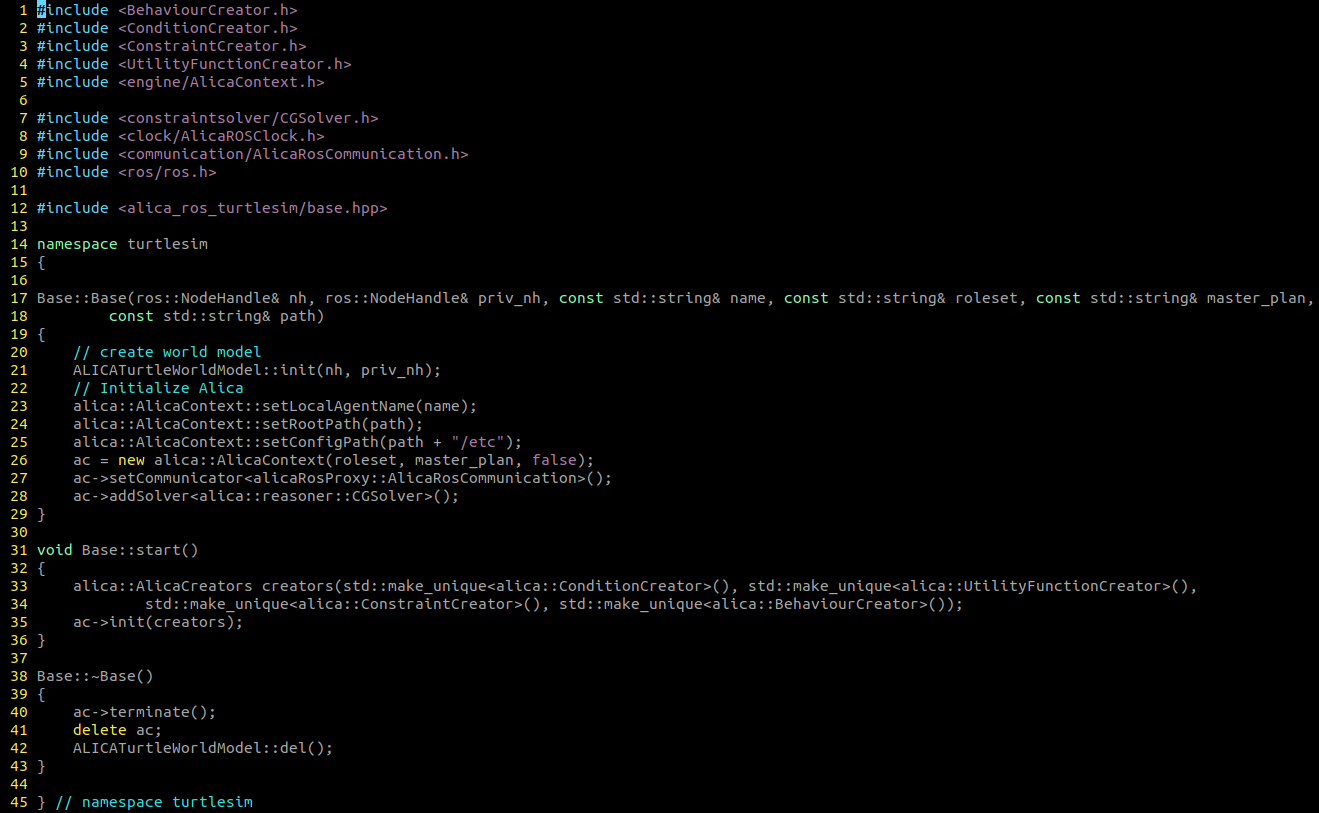 1 #include <BehaviourCreator.h>
2 #include <ConditionCreator.h>
3 #include <ConstraintCreator.h>
4 #include <UtilityFunctionCreator.h>
5 #include <engine/AlicaContext.h>
6
7 #include <constraintsolver/CGSolver.h>
8 #include <clock/AlicaROSClock.h>
9 #include <communication/AlicaRosCommunication.h>
10 #include <ros/ros.h>
11
12 #include <alica_ros_turtlesim/base.hpp>
13
14 namespace turtlesim
15 {
16
17 Base::Base(ros::NodeHandle& nh, ros::NodeHandle& priv_nh, const std::string& name, const std::string& roleset, const std::string& master_plan,
18         const std::string& path)
19 {
20     // create world model
21     ALICATurtleWorldModel::init(nh, priv_nh);
22     // Initialize Alica
23     alica::AlicaContext::setLocalAgentName(name);
24     alica::AlicaContext::setRootPath(path);
25     alica::AlicaContext::setConfigPath(path + "/etc");
26     ac = new alica::AlicaContext(roleset, master_plan, false);
27     ac->setCommunicator<alicaRosProxy::AlicaRosCommunication>();
28     ac->addSolver<alica::reasoner::CGSolver>();
29 }
30
31 void Base::start()
32 {
33     alica::AlicaCreators creators(std::make_unique<alica::ConditionCreator>(), std::make_unique<alica::UtilityFunctionCreator>(),
34             std::make_unique<alica::ConstraintCreator>(), std::make_unique<alica::BehaviourCreator>());
35     ac->init(creators);
36 }
37
38 Base::~Base()
39 {
40     ac->terminate();
41     delete ac;
42     ALICATurtleWorldModel::del();
43 }
44
45 } // namespace turtlesim